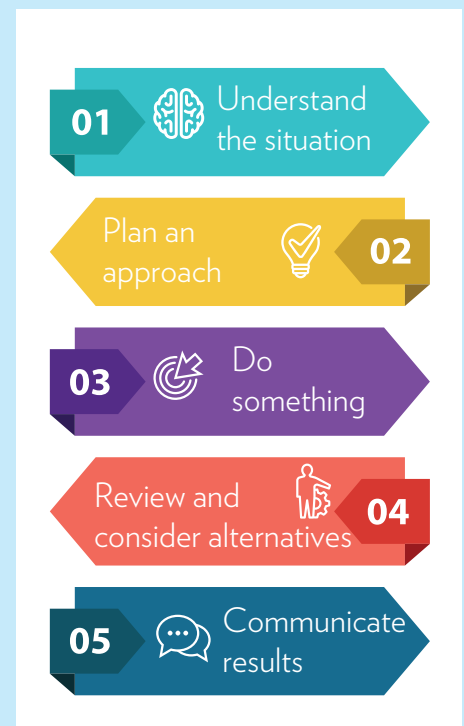 01
Understand
the situation
Plan an
approach
02
03
Do
something
Review and
consider alternatives
04
05
Communicate
results